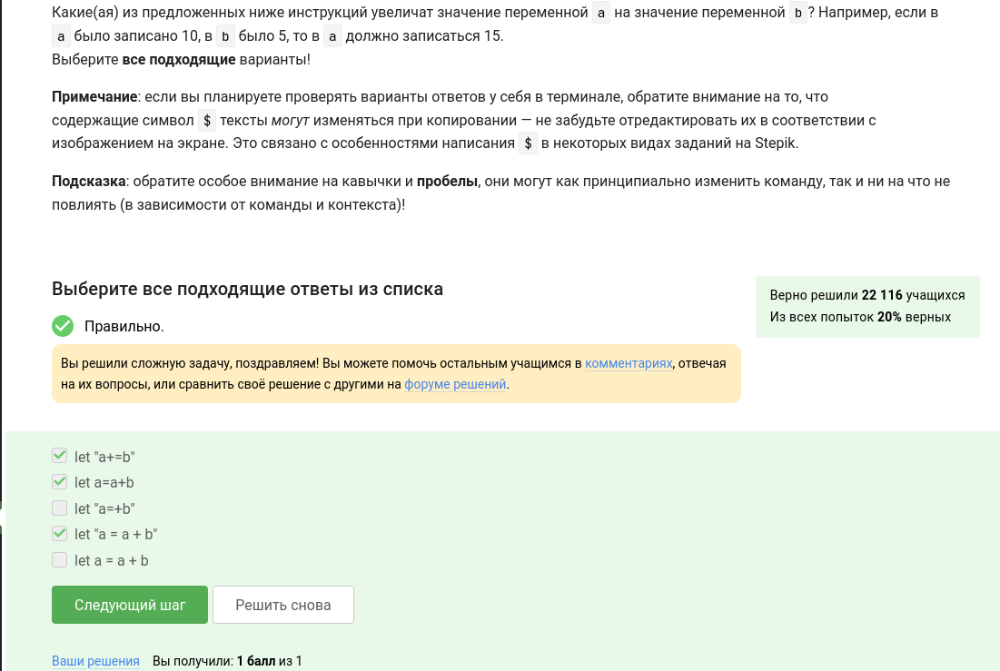 Какие(ая) из предложенных ниже инструкций увеличат значение переменной a на значение переменной b? Например, если в
a было записано 10, в b было 5, то в a должно записаться 15.
Выберите все подходящие варианты!
Примечание: если вы планируете проверять варианты ответов у себя в терминале, обратите внимание на то, что
содержащие символ $ тексты могут изменяться при копировании — не забудьте отредактировать их в соответствии с
изображением на экране. Это связано с особенностями написания $ в некоторых видах заданий на Stepik.
Подсказка: обратите особое внимание на кавычки и пробелы, они могут как принципиально изменить команду, так и ни на что не
повлиять (в зависимости от команды и контекста)!
Выберите все подходящие ответы из списка
Верно решили 22 116 учащихся
Из всех попыток 20% верных
Правильно.
Вы решили сложную задачу, поздравляем! Вы можете помочь остальным учащимся в комментариях, отвечая
на их вопросы, или сравнить своё решение с другими на форуме решений.
let "a+=b"
let a=a+b
let "a=+b"
let "a = a + b"
let a = a + b
Следующий шаг
Решить снова
Ваши решения Вы получили: 1 балл из 1